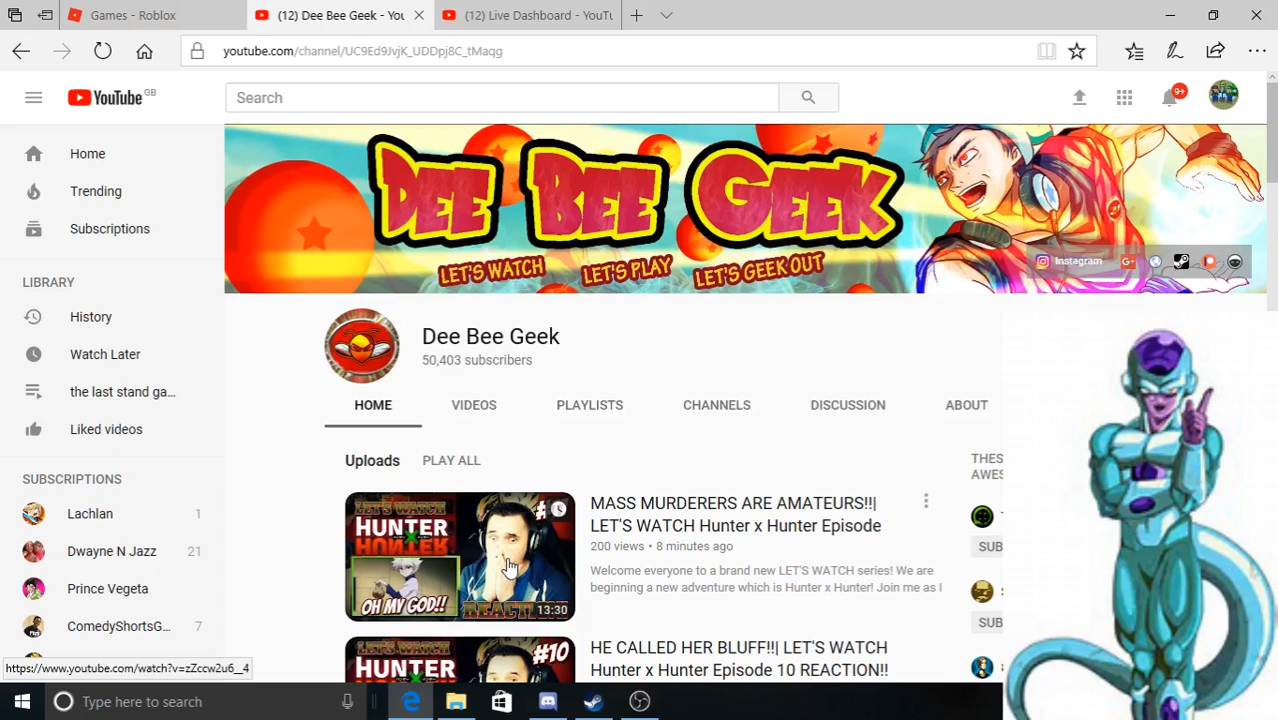 Games - Roblox
(12) Dee Bee Geek - You
(12) Live Dashboard - YouTu
youtube.com/channel/UC9Ed9JvjK_UDDpj8C_tMaqg
YouTube GB
Search
9+
Home
Trending
Subscriptions
LIBRARY
History
Watch Later
the last stand ga...
Liked videos
SUBSCRIPTIONS
Lachlan 1
Dwayne N Jazz 21
Prince Vegeta
ComedyShortsG... 7
DEE BEE GEEK
LET'S WATCH LET'S PLAY LET'S GEEK OUT
Instagram
Dee Bee Geek
50,403 subscribers
HOME VIDEOS PLAYLISTS CHANNELS DISCUSSION ABOUT
Uploads PLAY ALL
THES
AWES
LET'S WATCH
HUNTER
HUNTER
OH MY GOD!!
REACTION
13:30
MASS MURDERERS ARE AMATEURS!!|
LET'S WATCH Hunter x Hunter Episode
200 views • 8 minutes ago
Welcome everyone to a brand new LET'S WATCH series! We are
beginning a new adventure which is Hunter x Hunter! Join me as I
SUB
SUB
LET'S WATCH
HUNTER
#10
HE CALLED HER BLUFF!!| LET'S WATCH
Hunter x Hunter Episode 10 REACTION!!
https://www.youtube.com/watch?v=zZccw2u6_4
Type here to search